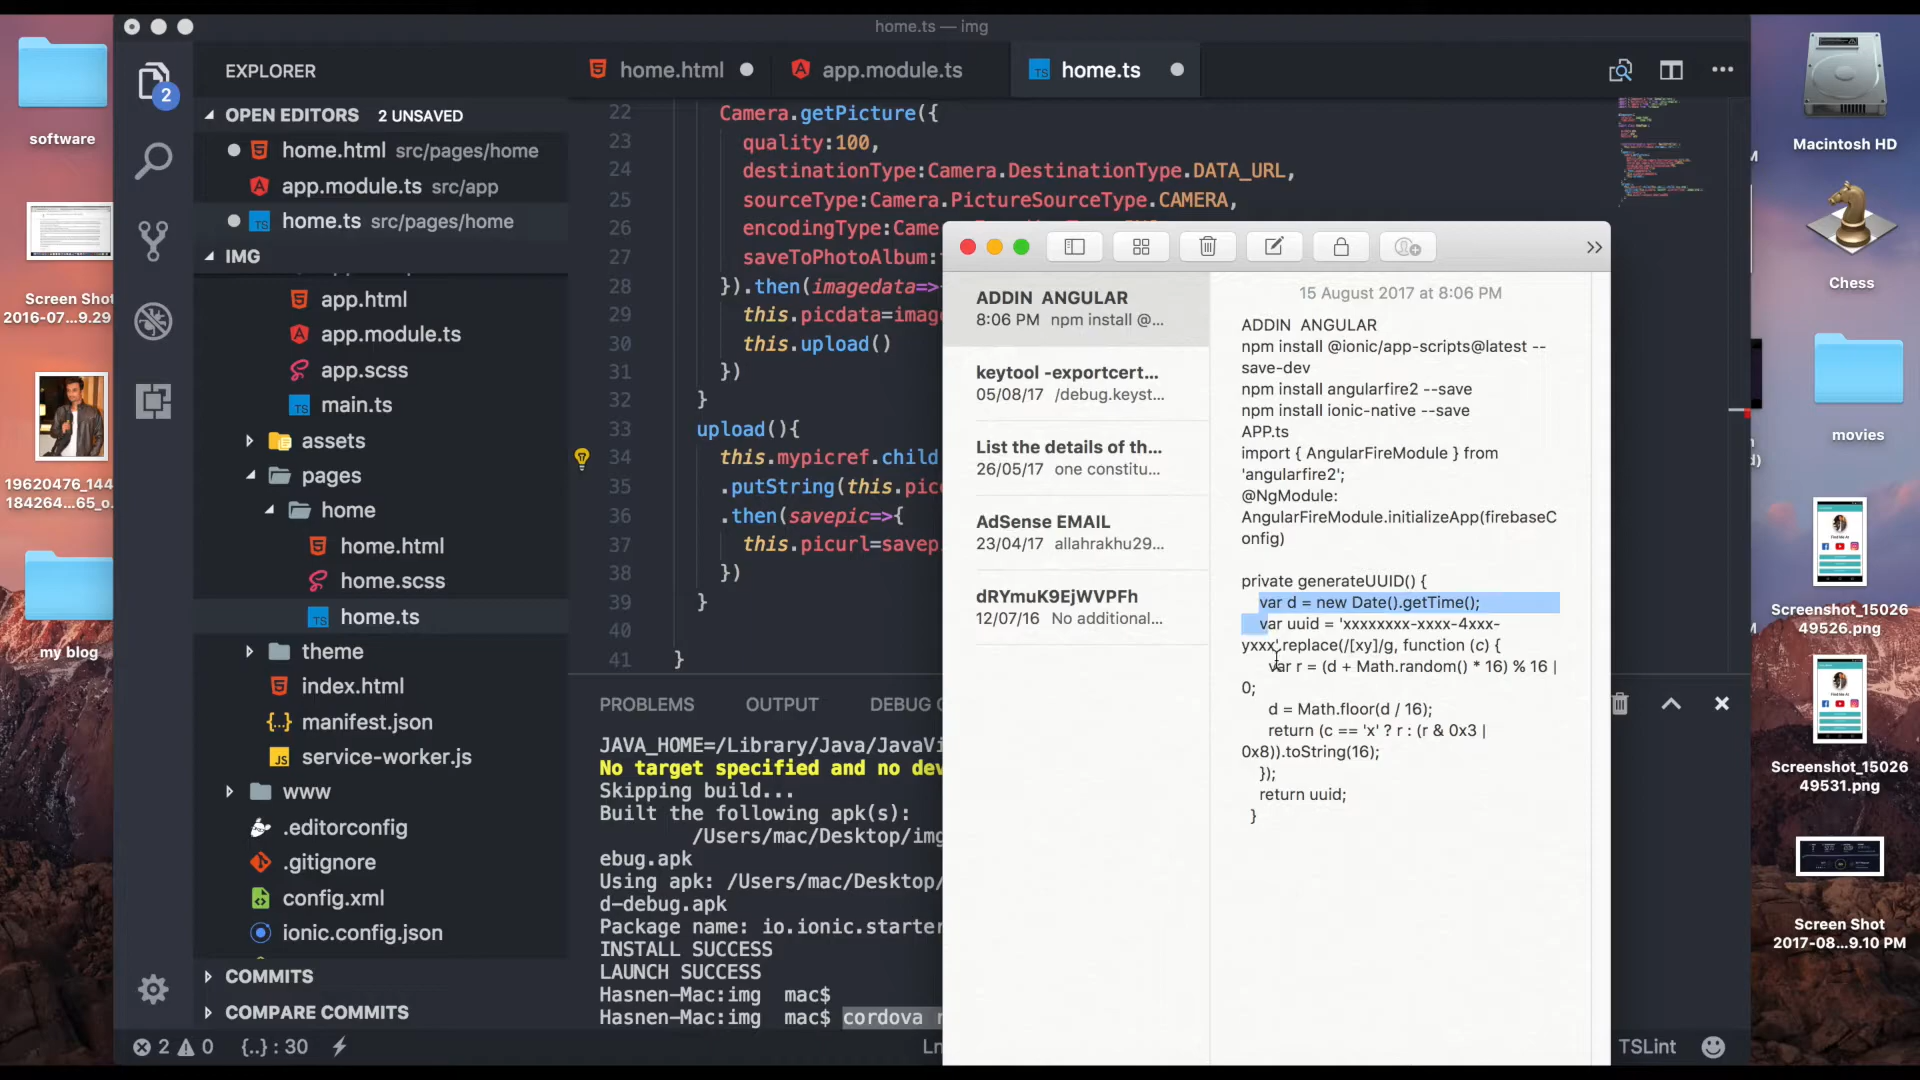 home.ts — img
software
Screen Shot
2016-07...9.29
19620476_144
184264...65_o.
my blog
2
EXPLORER
OPEN EDITORS 2 UNSAVED
home.html src/pages/home
app.module.ts src/app
TS home.ts src/pages/home
IMG
app.html
app.module.ts
app.scss
TS main.ts
assets
pages
home
home.html
home.scss
TS home.ts
theme
index.html
{..} manifest.json
JS service-worker.js
www
.editorconfig
.gitignore
config.xml
ionic.config.json
COMMITS
COMPARE COMMITS
2 0 {..} : 30
home.html
app.module.ts
TS home.ts
22 Camera.getPicture({
23 quality:100,
24 destinationType:Camera.DestinationType.DATA_URL,
25 sourceType:Camera.PictureSourceType.CAMERA,
26 encodingType:Came
27 saveToPhotoAlbum:
28 }).then(imagedata=>
29 this.picdata=imag
30 this.upload()
31 })
32 }
33 upload(){
34 this.mypicref.child
35 .putString(this.pic
36 .then(savepic=>{
37 this.picurl=savep
38 })
39 }
40
41 }
PROBLEMS OUTPUT DEBUG
JAVA_HOME=/Library/Java/JavaVi
No target specified and no dev
Skipping build...
Built the following apk(s):
/Users/mac/Desktop/img
ebug.apk
Using apk: /Users/mac/Desktop/
d-debug.apk
Package name: io.ionic.starter
INSTALL SUCCESS
LAUNCH SUCCESS
Hasnen-Mac:img mac$
Hasnen-Mac:img mac$ cordova r
Ln
TSLint
ADDIN ANGULAR
8:06 PM npm install @...
keytool -exportcert...
05/08/17 /debug.keyst...
List the details of th...
26/05/17 one constitu...
AdSense EMAIL
23/04/17 allahrakhu29...
dRYmuK9EjWVPFh
12/07/16 No additional...
15 August 2017 at 8:06 PM
ADDIN ANGULAR
npm install @ionic/app-scripts@latest --
save-dev
npm install angularfire2 --save
npm install ionic-native --save
APP.ts
import { AngularFireModule } from
'angularfire2';
@NgModule:
AngularFireModule.initializeApp(firebaseC
onfig)
private generateUUID() {
var d = new Date().getTime();
var uuid = 'xxxxxxxx-xxxx-4xxx-
yxxx'.replace(/[xy]/g, function (c) {
var r = (d + Math.random() * 16) % 16 |
0;
d = Math.floor(d / 16);
return (c == 'x' ? r : (r & 0x3 |
0x8)).toString(16);
});
return uuid;
}
Macintosh HD
Chess
movies
Screenshot_15026
49526.png
Screenshot_15026
49531.png
Screen Shot
2017-08...9.10 PM